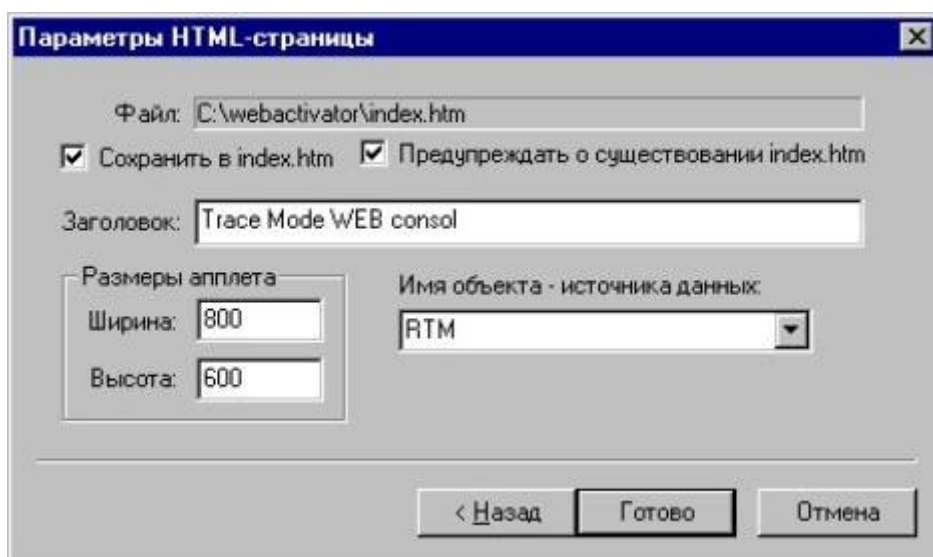 Параметры HTML-страницы
Файл: C:\webactivator\index.htm
Сохранить в index.htm Предупреждать о существовании index.htm
Заголовок: Trace Mode WEB consol
Размеры апплета
Имя объекта - источника данных:
Ширина: 800
RTM
Высота: 600
< Назад Готово Отмена